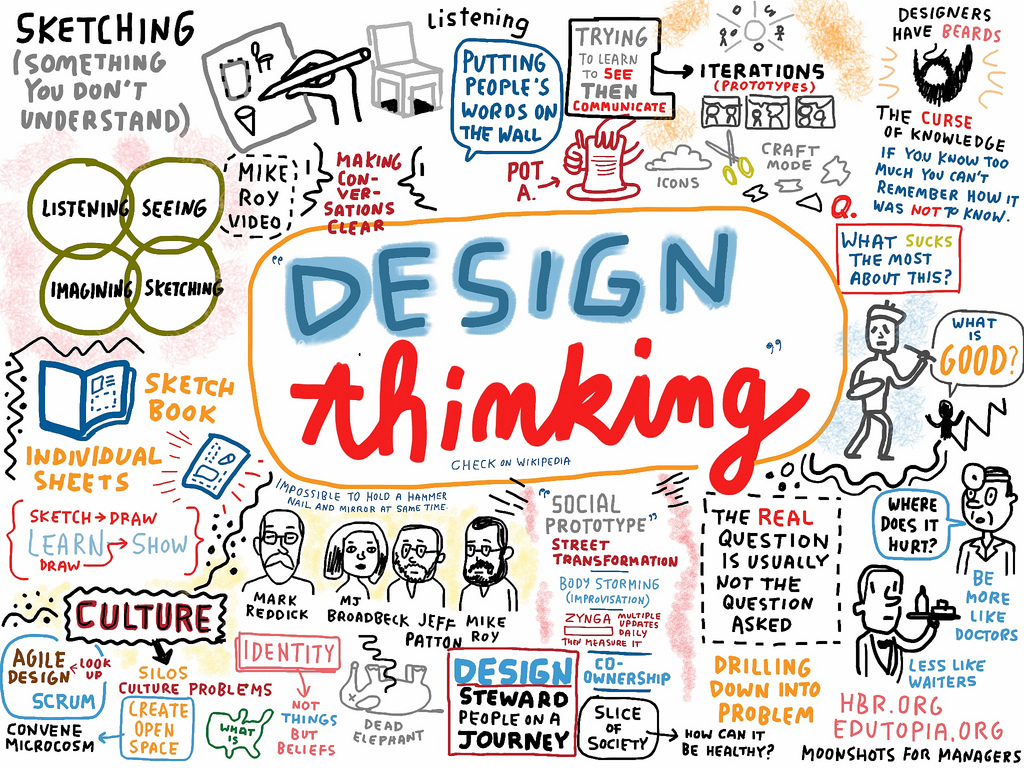 SKETCHING
(SOMETHING
YOU DON'T
UNDERSTAND)
listening
PUTTING
PEOPLE'S
WORDS ON
THE WALL
TRYING
TO LEARN
TO SEE
THEN
COMMUNICATE
ITERATIONS
(PROTOTYPES)
DESIGNERS
HAVE BEARDS
THE CURSE
OF KNOWLEDGE
IF YOU KNOW TOO
MUCH YOU CAN'T
REMEMBER HOW IT
WAS NOT TO KNOW.
LISTENING
SEEING
IMAGINING
SKETCHING
MIKE
ROY
VIDEO
MAKING
CON-
VER-
SATIONS
CLEAR
POT
A.
ICONS
CRAFT
MODE
Q.
WHAT SUCKS
THE MOST
ABOUT THIS?
"DESIGN
thinking"
CHECK ON WIKIPEDIA
WHAT
IS
GOOD?
SKETCH
BOOK
INDIVIDUAL
SHEETS
SKETCH → DRAW
LEARN → SHOW
DRAW
IMPOSSIBLE TO HOLD A HAMMER
NAIL AND MIRROR AT SAME TIME.
MARK
REDDICK
MJ
BROADBECK
JEFF
PATTON
MIKE
ROY
"SOCIAL
PROTOTYPE"
STREET
TRANSFORMATION
BODY STORMING
(IMPROVISATION)
ZYNGA
MULTIPLE
UPDATES
DAILY
THEN MEASURE IT
THE REAL
QUESTION
IS USUALLY
NOT THE
QUESTION
ASKED
WHERE
DOES IT
HURT?
BE
MORE
LIKE
DOCTORS
LESS LIKE
WAITERS
CULTURE
AGILE
DESIGN
LOOK
UP
SCRUM
CONVENE
MICROCOSM
SILOS
CULTURE PROBLEMS
CREATE
OPEN
SPACE
WHAT
IS
IDENTITY
NOT
THINGS
BUT
BELIEFS
DEAD
ELEPHANT
DESIGN
STEWARD
PEOPLE ON A
JOURNEY
CO-
OWNERSHIP
SLICE
OF
SOCIETY
HOW CAN IT
BE HEALTHY?
DRILLING
DOWN INTO
PROBLEM
HBR.ORG
EDUTOPIA.ORG
MOONSHOTS FOR MANAGERS